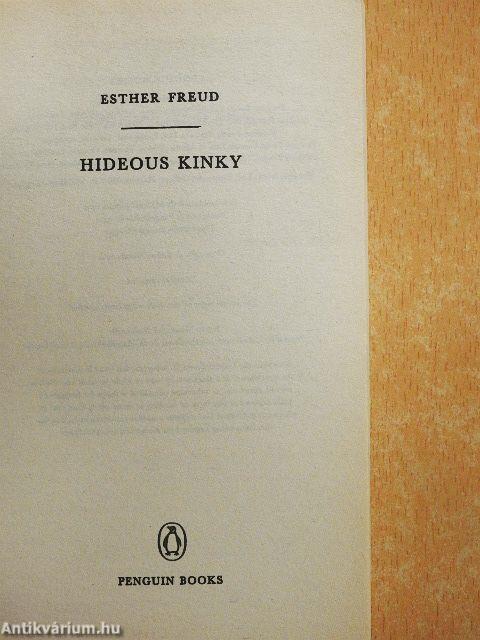 ESTHER FREUD
HIDEOUS KINKY
PENGUIN BOOKS
Antikvárium.hu